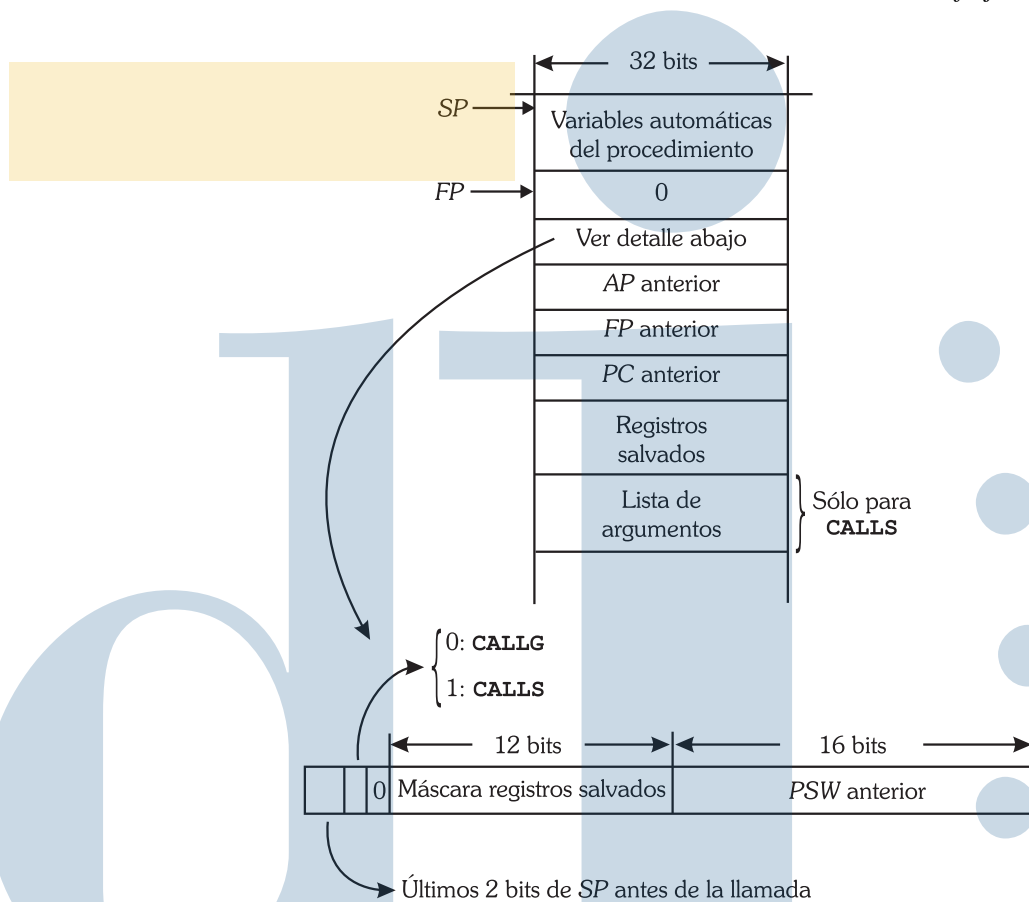 32 bits
SP
Variables automáticas
del procedimiento
FP
0
Ver detalle abajo
AP anterior
FP anterior
PC anterior
Registros
salvados
Lista de
argumentos
Sólo para
CALLS
0: CALLG
1: CALLS
12 bits
16 bits
0
Máscara registros salvados
PSW anterior
Últimos 2 bits de SP antes de la llamada